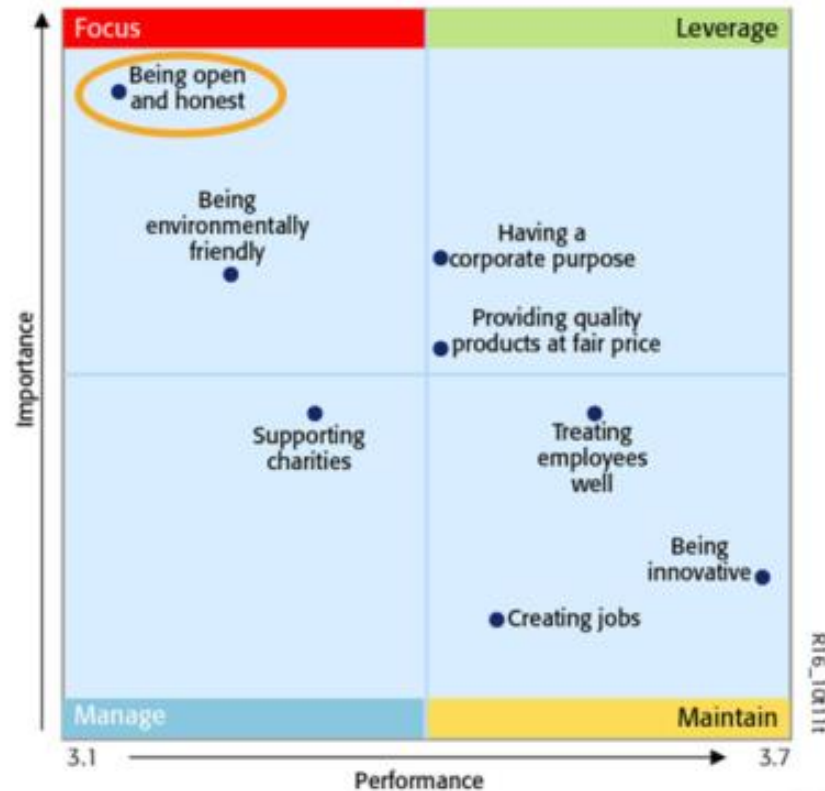 Focus
Leverage
Being open
and honest
Being
environmentally
friendly
Having a
corporate purpose
Providing quality
products at fair price
Importance
Supporting
charities
Treating
employees
well
Being
innovative
Creating jobs
Manage
Maintain
3.1
3.7
Performance